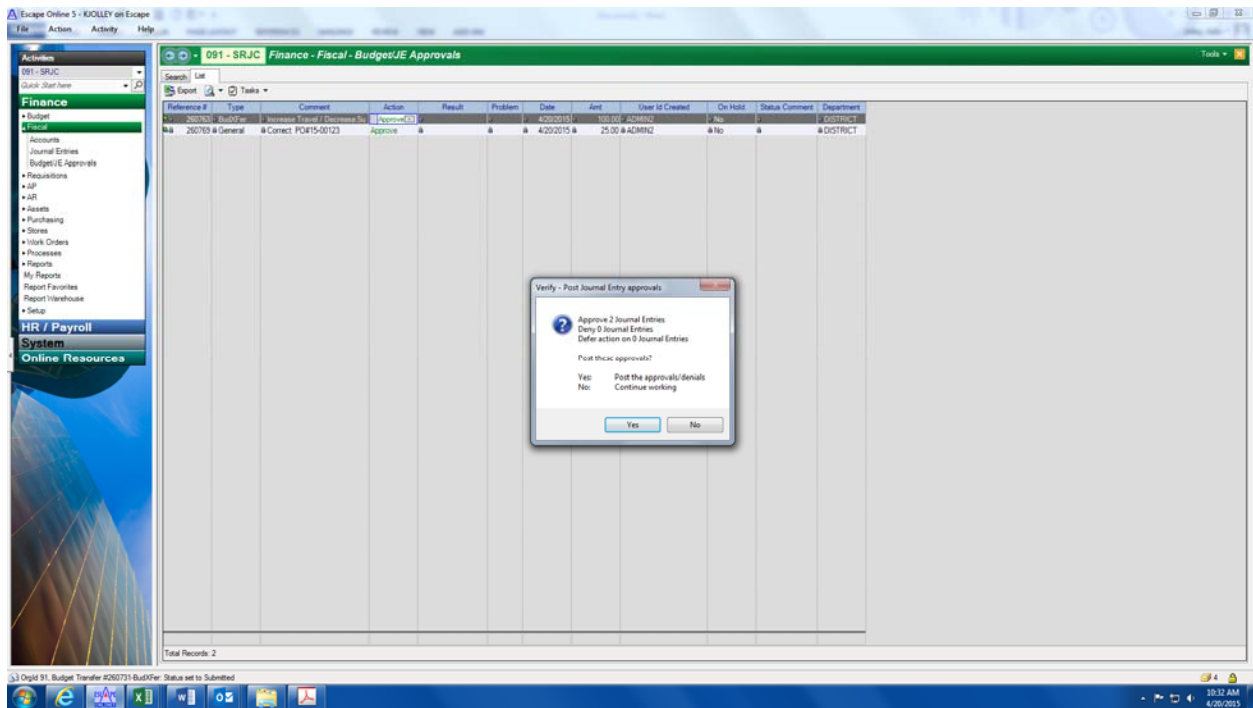 Escape Online 5 - KJOLLEY on Escape
File Action Activity Help
Activities
091 - SRJC
Quick Start here
Finance
Budget
Fiscal
Accounts
Journal Entries
Budget/JE Approvals
Requisitions
AP
AR
Assets
Purchasing
Stores
Work Orders
Processes
Reports
My Reports
Report Favorites
Report Warehouse
Setup
HR / Payroll
System
Online Resources
091 - SRJC Finance - Fiscal - Budget/JE Approvals
Tools
Search List
Export Tasks
Reference # Type Comment Action Result Problem Date Amt User Id Created On Hold Status Comment Department
260763 BudXFer Increase Travel / Decrease Su Approve 4/20/2015 100.00 ADMIN2 No DISTRICT
260769 General Correct PO#15-00123 Approve 4/20/2015 25.00 ADMIN2 No DISTRICT
Verify - Post Journal Entry approvals
Approve 2 Journal Entries
Deny 0 Journal Entries
Defer action on 0 Journal Entries
Post these approvals?
Yes: Post the approvals/denials
No: Continue working
Yes No
Total Records: 2
OrgId 91, Budget Transfer #260731-BudXFer: Status set to Submitted
4
10:32 AM
4/20/2015